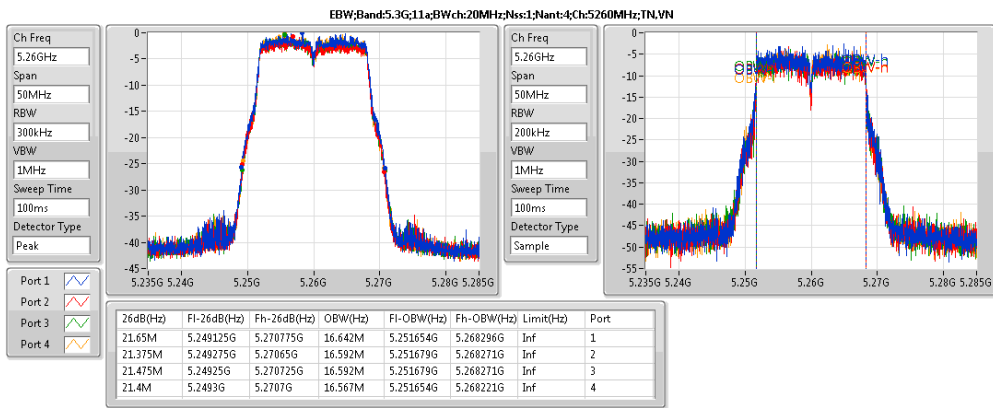 EBW;Band:5.3G;11a;BWch:20MHz;Nss:1;Nant:4;Ch:5260MHz;TN,VN
Ch Freq
5.26GHz
Span
50MHz
RBW
300kHz
VBW
1MHz
Sweep Time
100ms
Detector Type
Peak
0
-5
-10
-15
-20
-25
-30
-35
-40
-45
5.235G 5.24G 5.25G 5.26G 5.27G 5.28G 5.285G
Ch Freq
5.26GHz
Span
50MHz
RBW
200kHz
VBW
1MHz
Sweep Time
100ms
Detector Type
Sample
0
-5
-10
-15
-20
-25
-30
-35
-40
-45
-50
-55
5.235G 5.24G 5.25G 5.26G 5.27G 5.28G 5.285G
Port 1
Port 2
Port 3
Port 4
26dB(Hz) Fl-26dB(Hz) Fh-26dB(Hz) OBW(Hz) Fl-OBW(Hz) Fh-OBW(Hz) Limit(Hz) Port
21.65M 5.249125G 5.270775G 16.642M 5.251654G 5.268296G Inf 1
21.375M 5.249275G 5.27065G 16.592M 5.251679G 5.268271G Inf 2
21.475M 5.24925G 5.270725G 16.592M 5.251679G 5.268271G Inf 3
21.4M 5.2493G 5.2707G 16.567M 5.251654G 5.268221G Inf 4